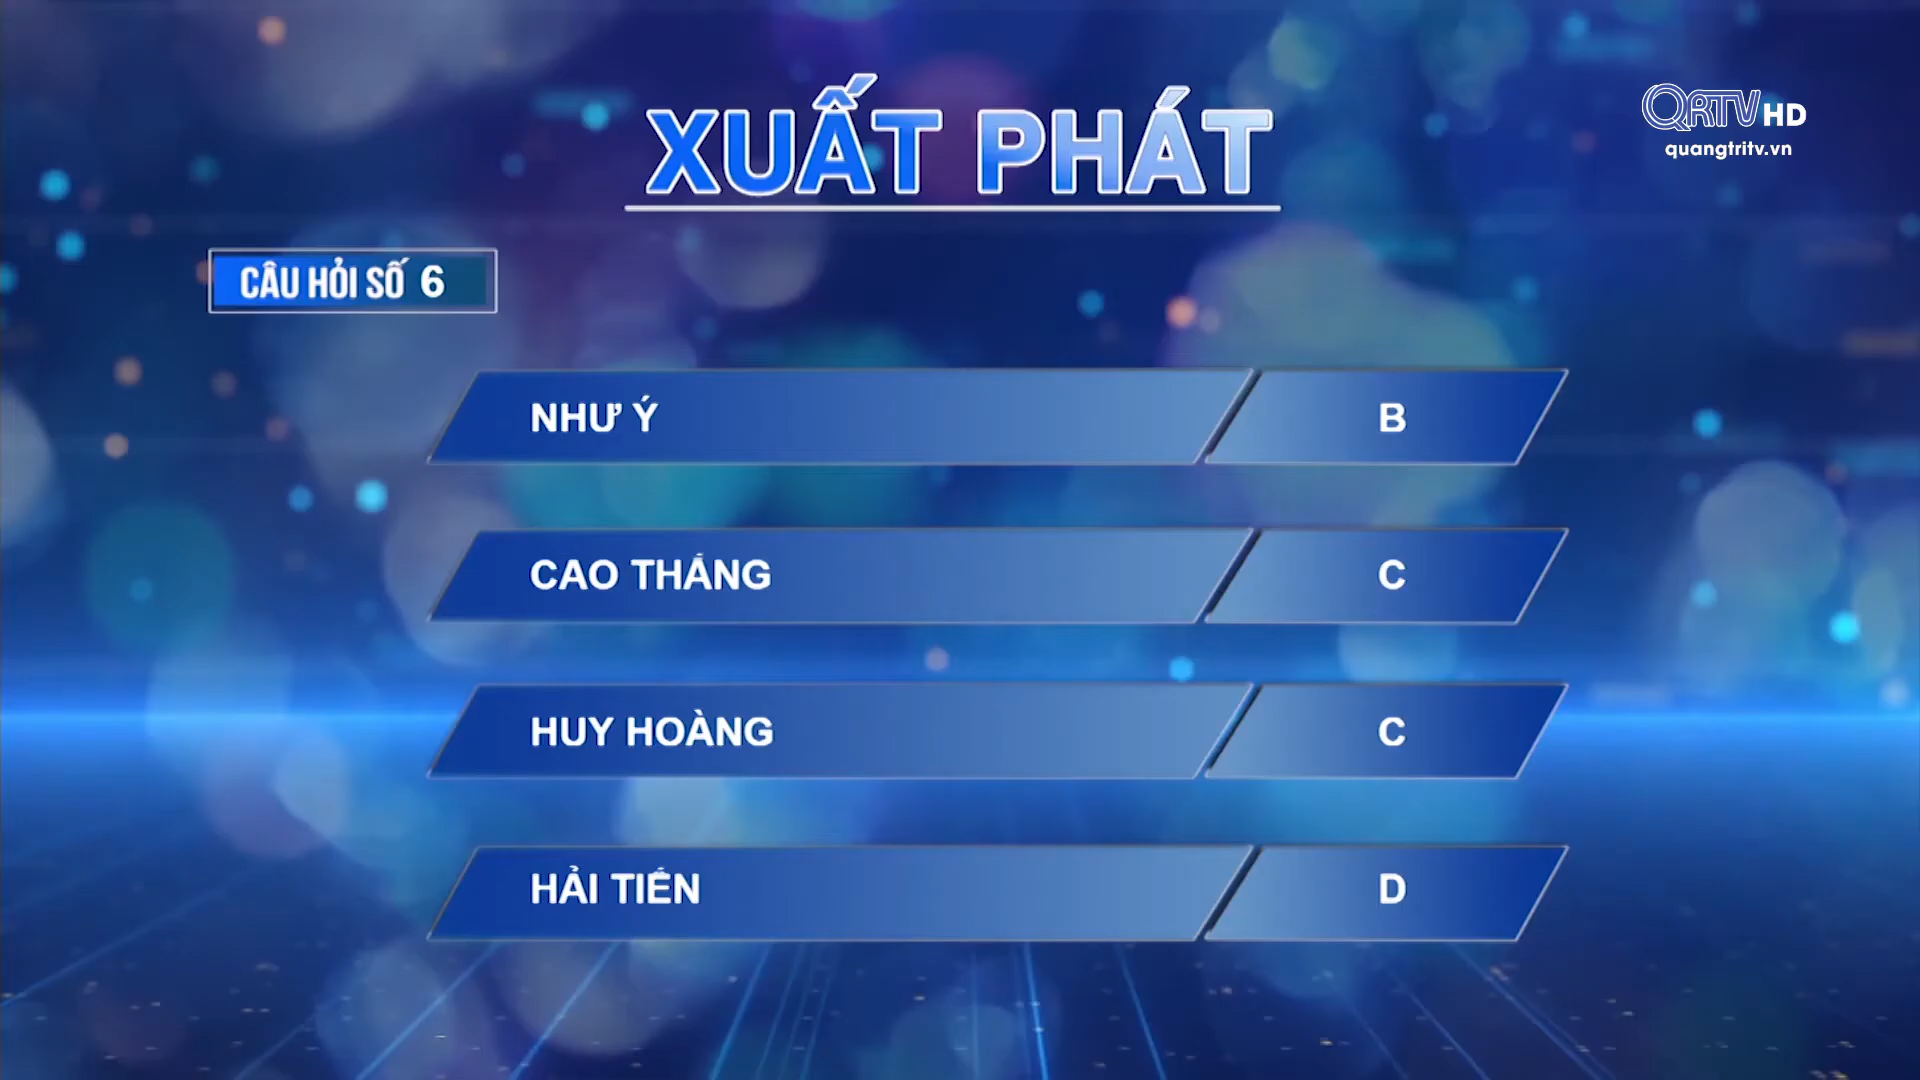 XUẤT PHÁT
QRTV HD
quangtritv.vn
CÂU HỎI SỐ 6
NHƯ Ý B
CAO THẮNG C
HUY HOÀNG C
HẢI TIẾN D